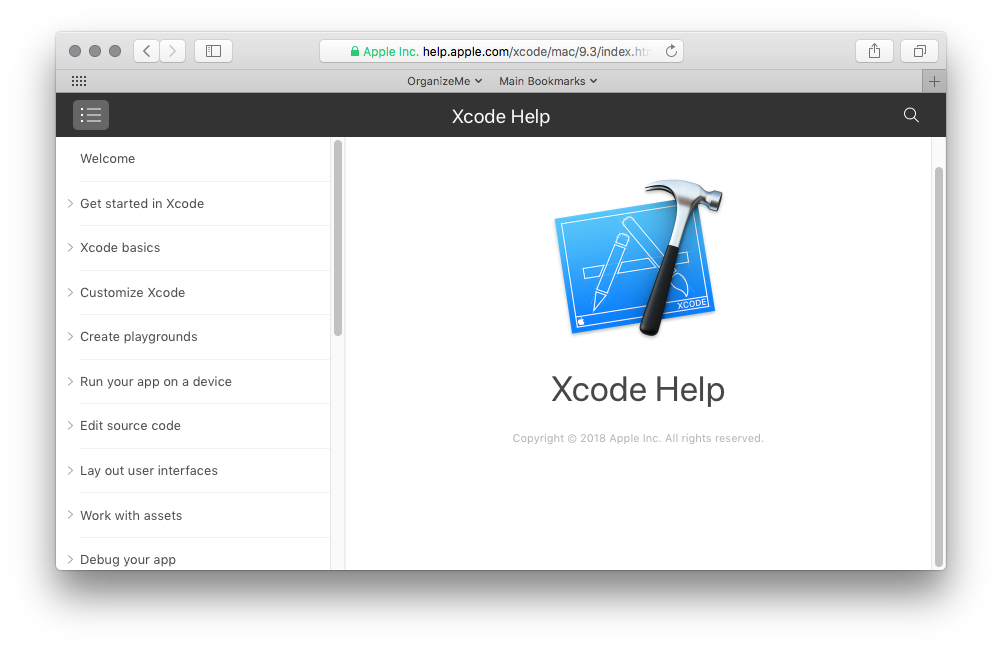 Apple Inc. help.apple.com/xcode/mac/9.3/index.htm
OrganizeMe Main Bookmarks
Xcode Help
Welcome
Get started in Xcode
Xcode basics
Customize Xcode
Create playgrounds
Run your app on a device
Edit source code
Lay out user interfaces
Work with assets
Debug your app
XCODE
Xcode Help
Copyright © 2018 Apple Inc. All rights reserved.